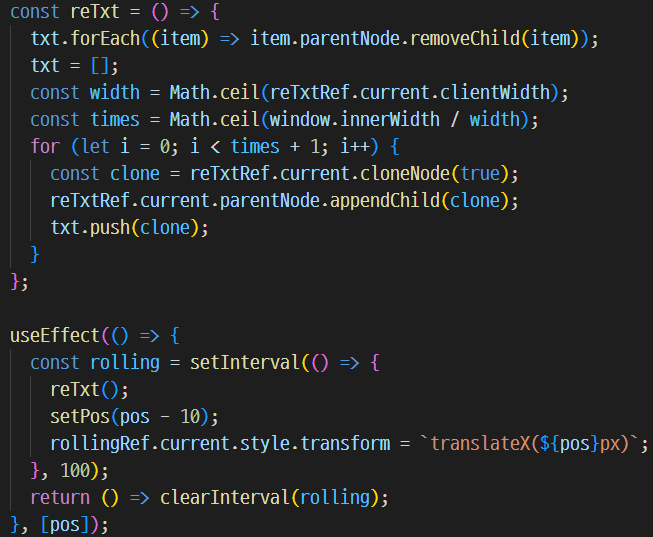 const reTxt = () => {
  txt.forEach((item) => item.parentNode.removeChild(item));
  txt = [];
  const width = Math.ceil(reTxtRef.current.clientWidth);
  const times = Math.ceil(window.innerWidth / width);
  for (let i = 0; i < times + 1; i++) {
    const clone = reTxtRef.current.cloneNode(true);
    reTxtRef.current.parentNode.appendChild(clone);
    txt.push(clone);
  }
};

useEffect(() => {
  const rolling = setInterval(() => {
    reTxt();
    setPos(pos - 10);
    rollingRef.current.style.transform = `translateX(${pos}px)`;
  }, 100);
  return () => clearInterval(rolling);
}, [pos]);